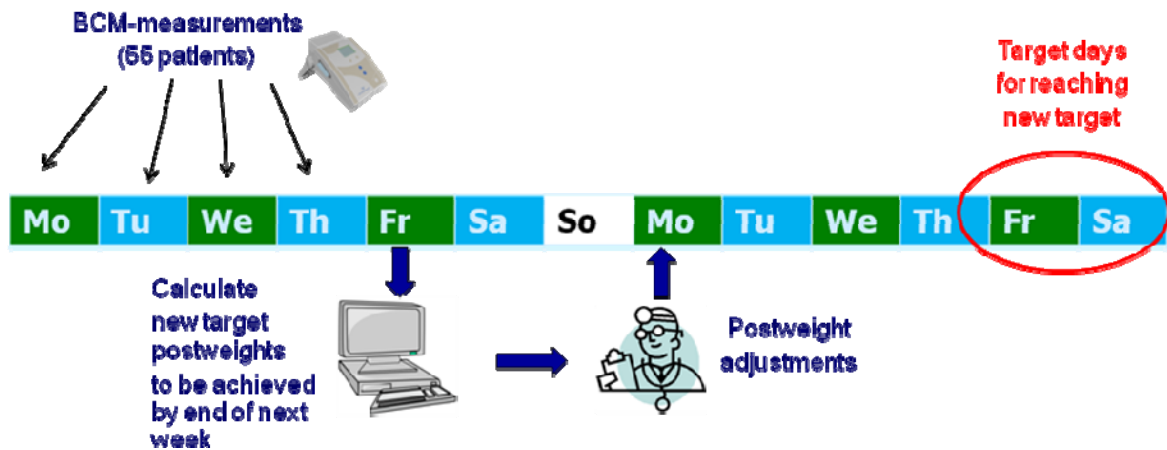 BCM-measurements
(55 patients)
Target days
for reaching
new target
Mo Tu We Th Fr Sa So Mo Tu We Th Fr Sa
Calculate
new target
postweights
to be achieved
by end of next
week
Postweight
adjustments